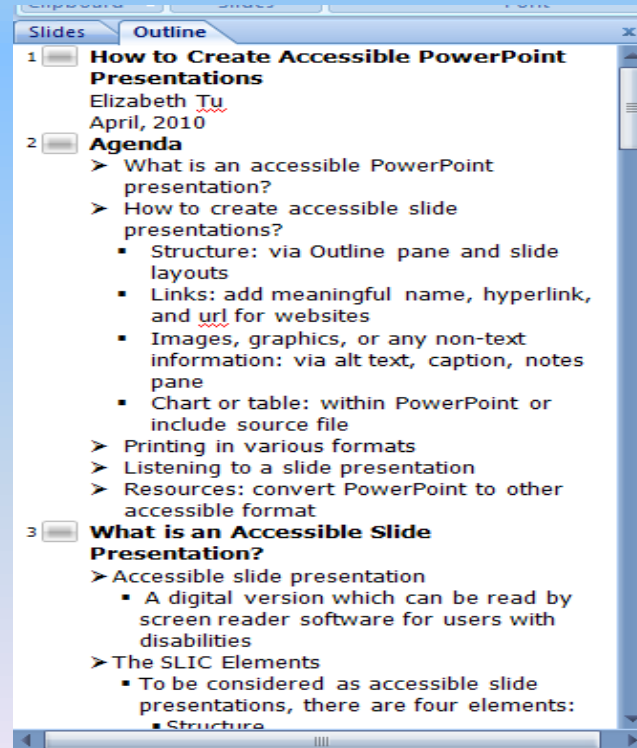 Clipboard Slides Font
Slides Outline x
1 How to Create Accessible PowerPoint
Presentations
Elizabeth Tu
April, 2010
2 Agenda
➢ What is an accessible PowerPoint
presentation?
➢ How to create accessible slide
presentations?
▪ Structure: via Outline pane and slide
layouts
▪ Links: add meaningful name, hyperlink,
and url for websites
▪ Images, graphics, or any non-text
information: via alt text, caption, notes
pane
▪ Chart or table: within PowerPoint or
include source file
➢ Printing in various formats
➢ Listening to a slide presentation
➢ Resources: convert PowerPoint to other
accessible format
3 What is an Accessible Slide
Presentation?
➢ Accessible slide presentation
▪ A digital version which can be read by
screen reader software for users with
disabilities
➢ The SLIC Elements
▪ To be considered as accessible slide
presentations, there are four elements:
▪ Structure